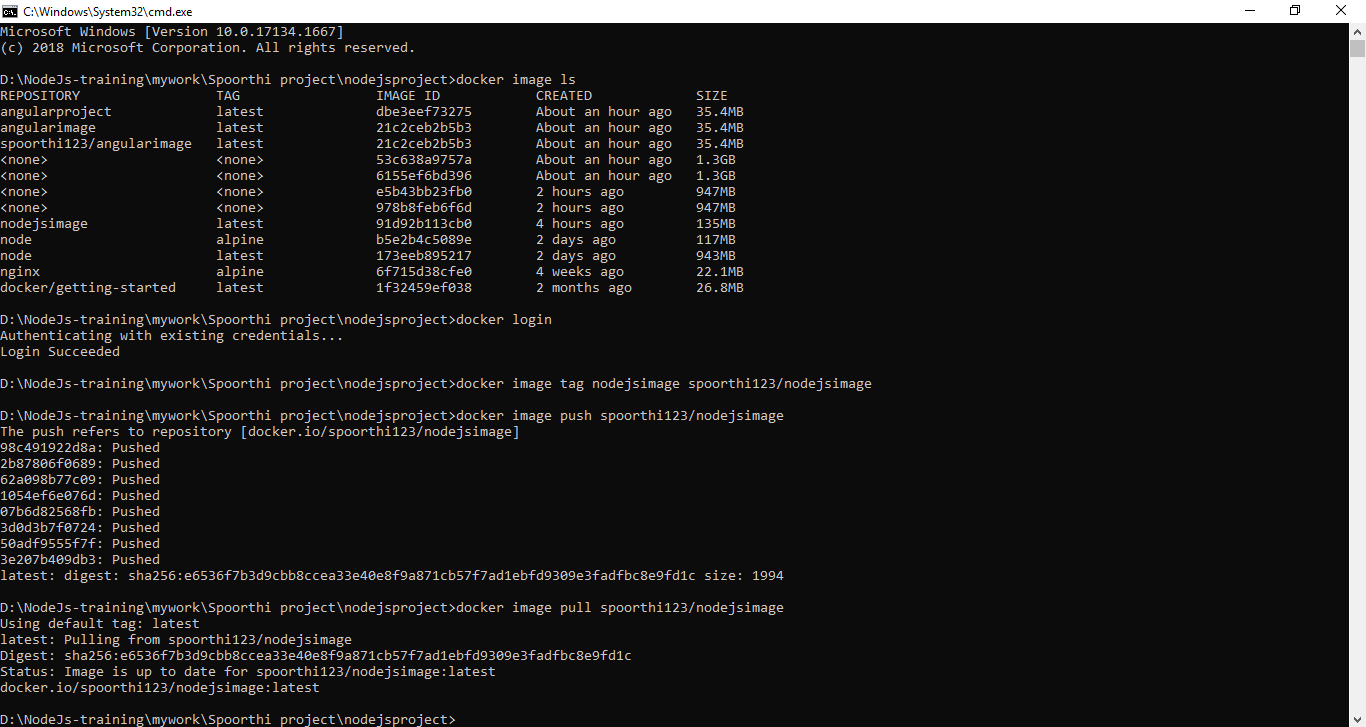 C:\Windows\System32\cmd.exe
Microsoft Windows [Version 10.0.17134.1667]
(c) 2018 Microsoft Corporation. All rights reserved.
D:\NodeJs-training\mywork\Spoorthi project\nodejsproject>docker image ls
REPOSITORY TAG IMAGE ID CREATED SIZE
angularproject latest dbe3eef73275 About an hour ago 35.4MB
angularimage latest 21c2ceb2b5b3 About an hour ago 35.4MB
spoorthi123/angularimage latest 21c2ceb2b5b3 About an hour ago 35.4MB
<none> <none> 53c638a9757a About an hour ago 1.3GB
<none> <none> 6155ef6bd396 About an hour ago 1.3GB
<none> <none> e5b43bb23fb0 2 hours ago 947MB
<none> <none> 978b8feb6f6d 2 hours ago 947MB
nodejsimage latest 91d92b113cb0 4 hours ago 135MB
node alpine b5e2b4c5089e 2 days ago 117MB
node latest 173eeb895217 2 days ago 943MB
nginx alpine 6f715d38cfe0 4 weeks ago 22.1MB
docker/getting-started latest 1f32459ef038 2 months ago 26.8MB
D:\NodeJs-training\mywork\Spoorthi project\nodejsproject>docker login
Authenticating with existing credentials...
Login Succeeded
D:\NodeJs-training\mywork\Spoorthi project\nodejsproject>docker image tag nodejsimage spoorthi123/nodejsimage
D:\NodeJs-training\mywork\Spoorthi project\nodejsproject>docker image push spoorthi123/nodejsimage
The push refers to repository [docker.io/spoorthi123/nodejsimage]
98c491922d8a: Pushed
2b87806f0689: Pushed
62a098b77c09: Pushed
1054ef6e076d: Pushed
07b6d82568fb: Pushed
3d0d3b7f0724: Pushed
50adf9555f7f: Pushed
3e207b409db3: Pushed
latest: digest: sha256:e6536f7b3d9cbb8ccea33e40e8f9a871cb57f7ad1ebfd9309e3fadfbc8e9fd1c size: 1994
D:\NodeJs-training\mywork\Spoorthi project\nodejsproject>docker image pull spoorthi123/nodejsimage
Using default tag: latest
latest: Pulling from spoorthi123/nodejsimage
Digest: sha256:e6536f7b3d9cbb8ccea33e40e8f9a871cb57f7ad1ebfd9309e3fadfbc8e9fd1c
Status: Image is up to date for spoorthi123/nodejsimage:latest
docker.io/spoorthi123/nodejsimage:latest
D:\NodeJs-training\mywork\Spoorthi project\nodejsproject>